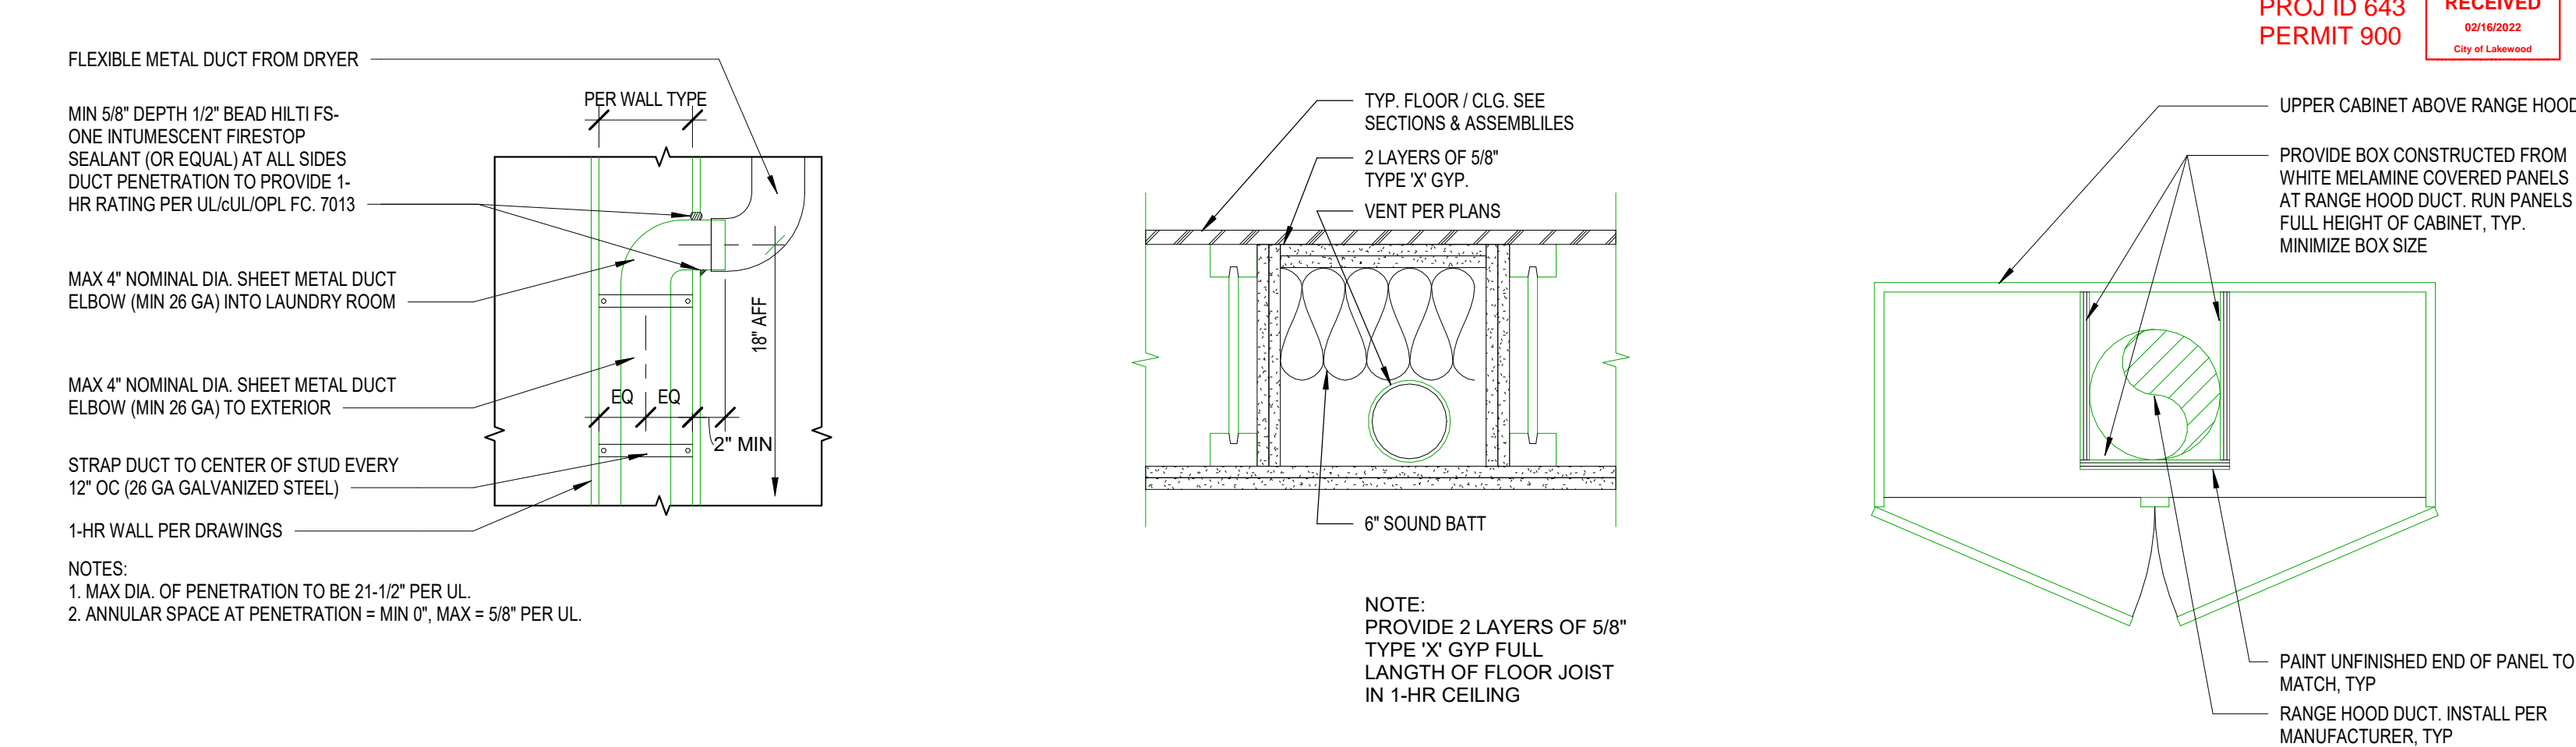 FLEXIBLE METAL DUCT FROM DRYER
MIN 5/8" DEPTH 1/2" BEAD HILTI FS-
ONE INTUMESCENT FIRESTOP
SEALANT (OR EQUAL) AT ALL SIDES
DUCT PENETRATION TO PROVIDE 1-
HR RATING PER UL/cUL/OPL FC. 7013
MAX 4" NOMINAL DIA. SHEET METAL DUCT
ELBOW (MIN 26 GA) INTO LAUNDRY ROOM
MAX 4" NOMINAL DIA. SHEET METAL DUCT
ELBOW (MIN 26 GA) TO EXTERIOR
STRAP DUCT TO CENTER OF STUD EVERY
12" OC (26 GA GALVANIZED STEEL)
1-HR WALL PER DRAWINGS
NOTES:
1. MAX DIA. OF PENETRATION TO BE 21-1/2" PER UL.
2. ANNULAR SPACE AT PENETRATION = MIN 0", MAX = 5/8" PER UL.
PER WALL TYPE
18" AFF
EQ EQ
2" MIN
TYP. FLOOR / CLG. SEE
SECTIONS & ASSEMBLILES
2 LAYERS OF 5/8"
TYPE 'X' GYP.
VENT PER PLANS
6" SOUND BATT
NOTE:
PROVIDE 2 LAYERS OF 5/8"
TYPE 'X' GYP FULL
LANGTH OF FLOOR JOIST
IN 1-HR CEILING
PROJ ID 643
PERMIT 900
RECEIVED
02/16/2022
City of Lakewood
UPPER CABINET ABOVE RANGE HOOD
PROVIDE BOX CONSTRUCTED FROM
WHITE MELAMINE COVERED PANELS
AT RANGE HOOD DUCT. RUN PANELS
FULL HEIGHT OF CABINET, TYP.
MINIMIZE BOX SIZE
PAINT UNFINISHED END OF PANEL TO
MATCH, TYP
RANGE HOOD DUCT. INSTALL PER
MANUFACTURER, TYP